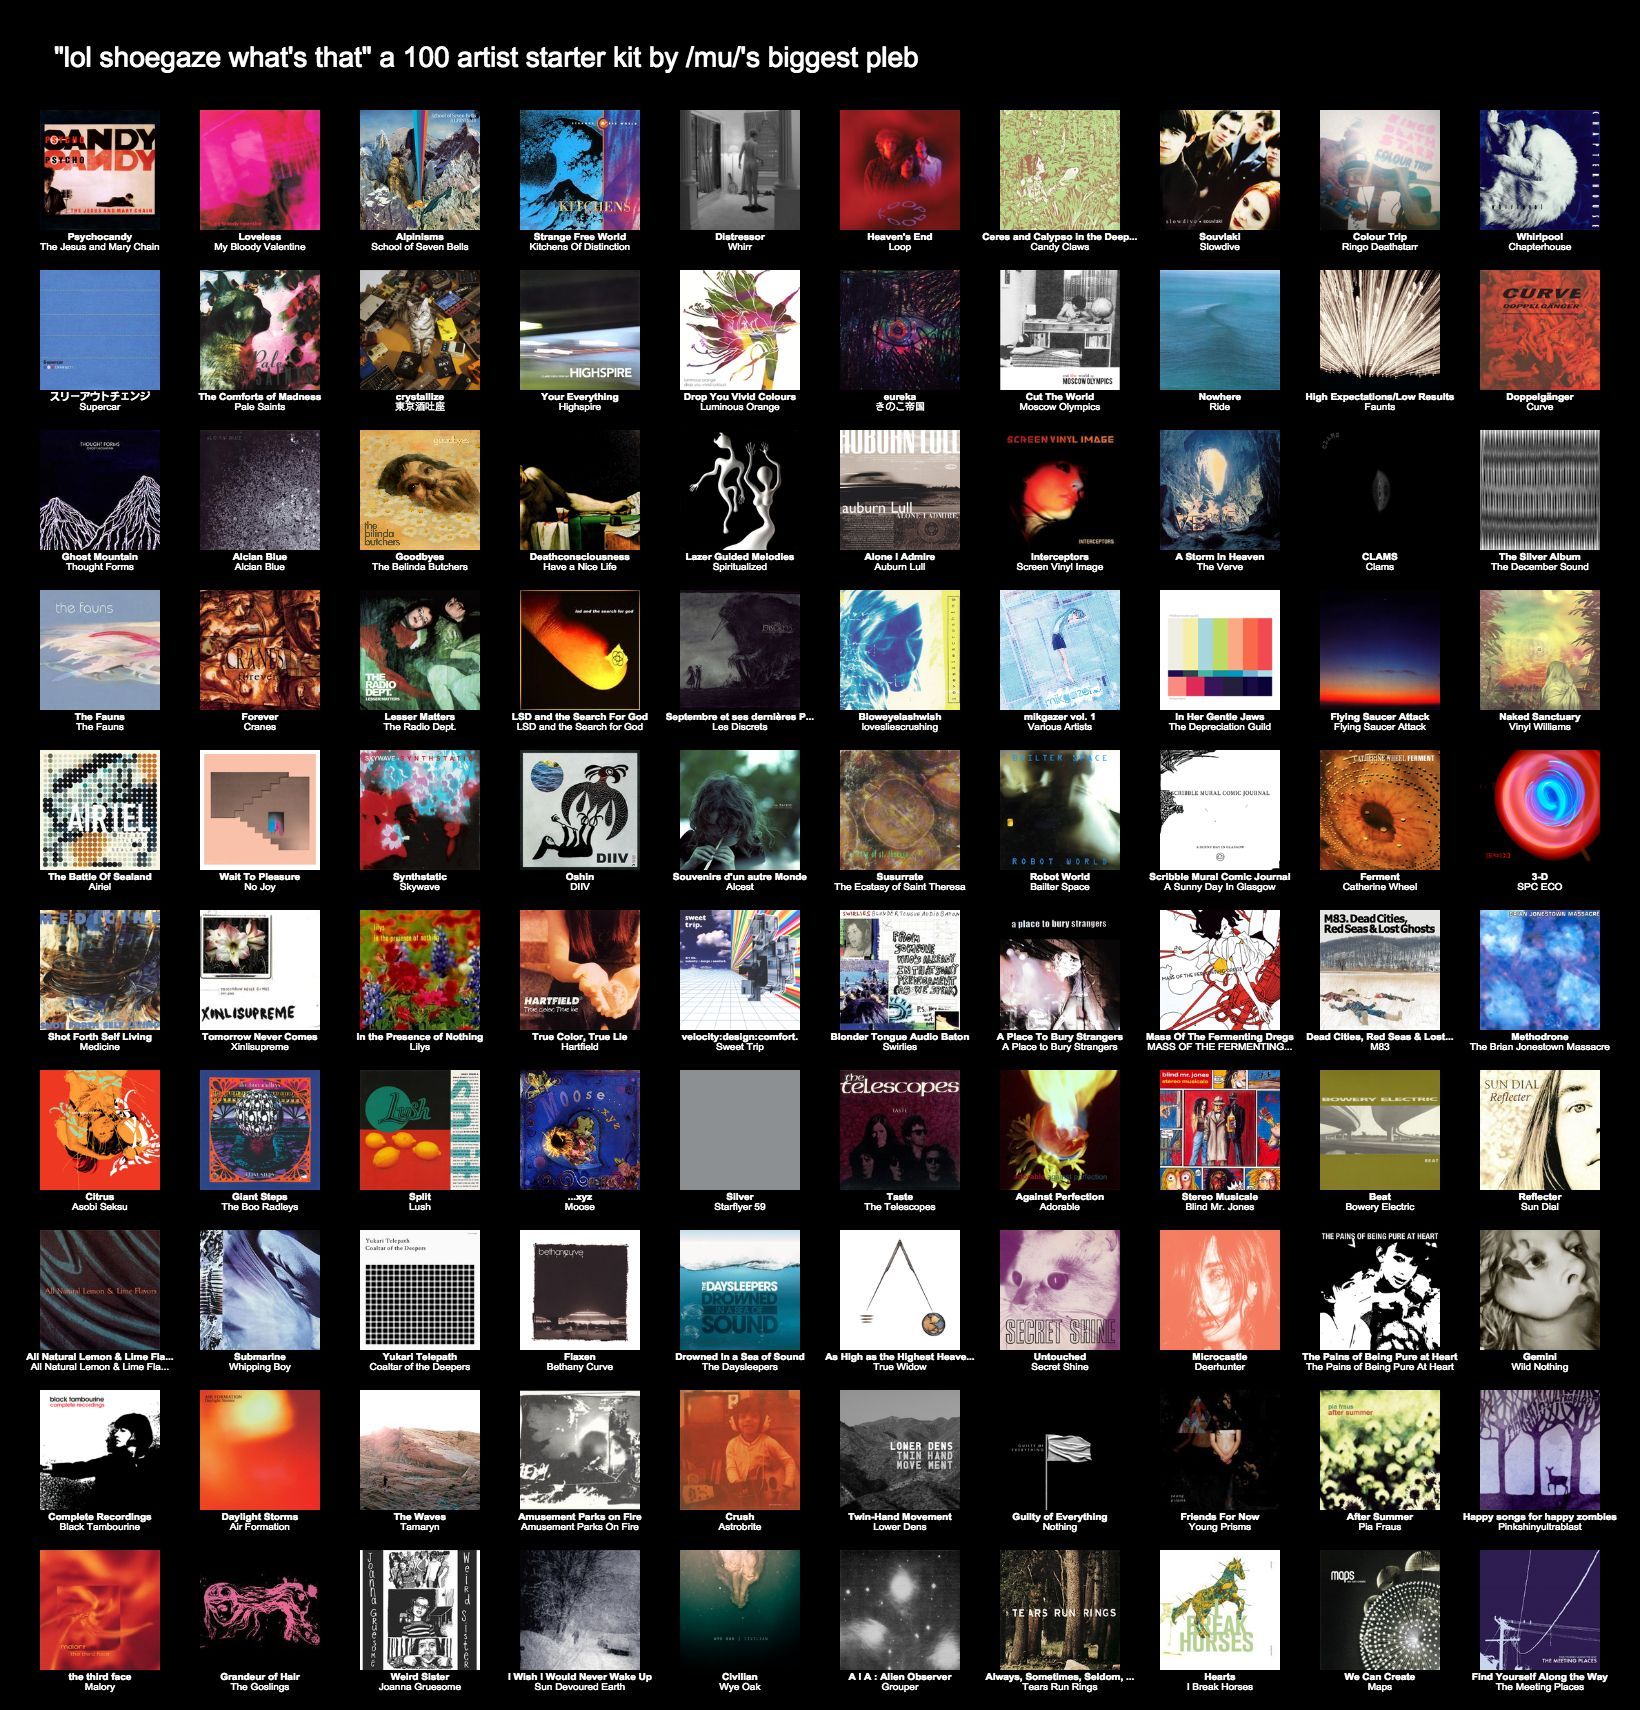 "lol shoegaze what's that" a 100 artist starter kit by /mu/'s biggest pleb
Psychocandy
The Jesus and Mary Chain
Loveless
My Bloody Valentine
Alpinisms
School of Seven Bells
Strange Free World
Kitchens Of Distinction
Distressor
Whirr
Heaven's End
Loop
Ceres and Calypso in the Deep...
Candy Claws
Souvlaki
Slowdive
Colour Trip
Ringo Deathstarr
Whirlpool
Chapterhouse
スリーアウトチェンジ
Supercar
The Comforts of Madness
Pale Saints
crystallize
東京酒吐座
Your Everything
Highspire
Drop You Vivid Colours
Luminous Orange
eureka
きのこ帝国
Cut The World
Moscow Olympics
Nowhere
Ride
High Expectations/Low Results
Faunts
Doppelgänger
Curve
Ghost Mountain
Thought Forms
Alcian Blue
Alcian Blue
Goodbyes
The Belinda Butchers
Deathconsciousness
Have a Nice Life
Lazer Guided Melodies
Spiritualized
Alone I Admire
Auburn Lull
Interceptors
Screen Vinyl Image
A Storm In Heaven
The Verve
CLAMS
Clams
The Silver Album
The December Sound
The Fauns
The Fauns
Forever
Cranes
Lesser Matters
The Radio Dept.
LSD and the Search For God
LSD and the Search for God
Septembre et ses dernières P...
Les Discrets
Bloweyelashwish
lovesliescrushing
mikgazer vol. 1
Various Artists
In Her Gentle Jaws
The Depreciation Guild
Flying Saucer Attack
Flying Saucer Attack
Naked Sanctuary
Vinyl Williams
The Battle Of Sealand
Airiel
Wait To Pleasure
No Joy
Synthstatic
Skywave
Oshin
DIIV
Souvenirs d'un autre Monde
Alcest
Susurrate
The Ecstasy of Saint Theresa
Robot World
Bailter Space
Scribble Mural Comic Journal
A Sunny Day In Glasgow
Ferment
Catherine Wheel
3-D
SPC ECO
Shot Forth Self Living
Medicine
Tomorrow Never Comes
Xinlisupreme
In the Presence of Nothing
Lilys
True Color, True Lie
Hartfield
velocity:design:comfort.
Sweet Trip
Blonder Tongue Audio Baton
Swirlies
A Place To Bury Strangers
A Place to Bury Strangers
Mass Of The Fermenting Dregs
MASS OF THE FERMENTING...
Dead Cities, Red Seas & Lost...
M83
Methodrone
The Brian Jonestown Massacre
Citrus
Asobi Seksu
Giant Steps
The Boo Radleys
Split
Lush
...xyz
Moose
Silver
Starflyer 59
Taste
The Telescopes
Against Perfection
Adorable
Stereo Musicale
Blind Mr. Jones
Beat
Bowery Electric
Reflecter
Sun Dial
All Natural Lemon & Lime Fla...
All Natural Lemon & Lime Fla...
Submarine
Whipping Boy
Yukari Telepath
Coaltar of the Deepers
Flaxen
Bethany Curve
Drowned In a Sea of Sound
The Daysleepers
As High as the Highest Heave...
True Widow
Untouched
Secret Shine
Microcastle
Deerhunter
The Pains of Being Pure at Heart
The Pains of Being Pure At Heart
Gemini
Wild Nothing
Complete Recordings
Black Tambourine
Daylight Storms
Air Formation
The Waves
Tamaryn
Amusement Parks on Fire
Amusement Parks On Fire
Crush
Astrobrite
Twin-Hand Movement
Lower Dens
Guilty of Everything
Nothing
Friends For Now
Young Prisms
After Summer
Pia Fraus
Happy songs for happy zombies
Pinkshinyultrablast
the third face
Malory
Grandeur of Hair
The Goslings
Weird Sister
Joanna Gruesome
I Wish I Would Never Wake Up
Sun Devoured Earth
Civilian
Wye Oak
A I A : Alien Observer
Grouper
Always, Sometimes, Seldom, ...
Tears Run Rings
Hearts
I Break Horses
We Can Create
Maps
Find Yourself Along the Way
The Meeting Places